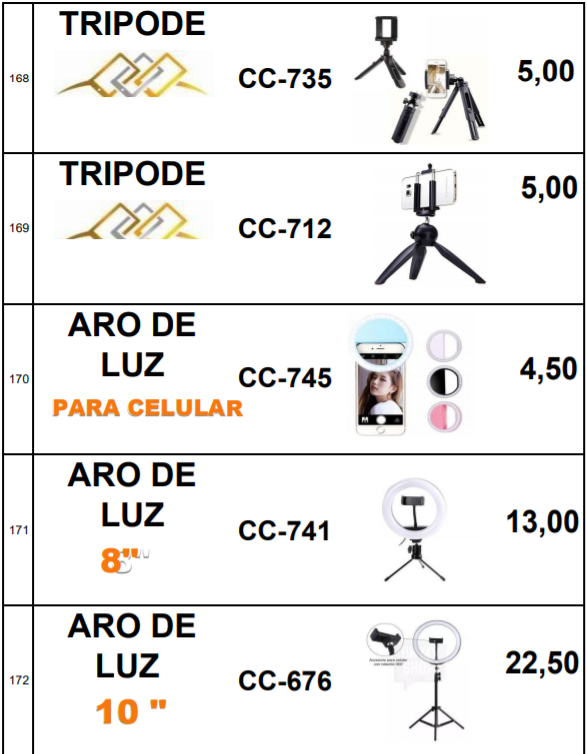 168
TRIPODE
CC-735
5,00
169
TRIPODE
CC-712
5,00
170
ARO DE
LUZ
PARA CELULAR
CC-745
4,50
171
ARO DE
LUZ
8"
CC-741
13,00
172
ARO DE
LUZ
10 "
CC-676
22,50